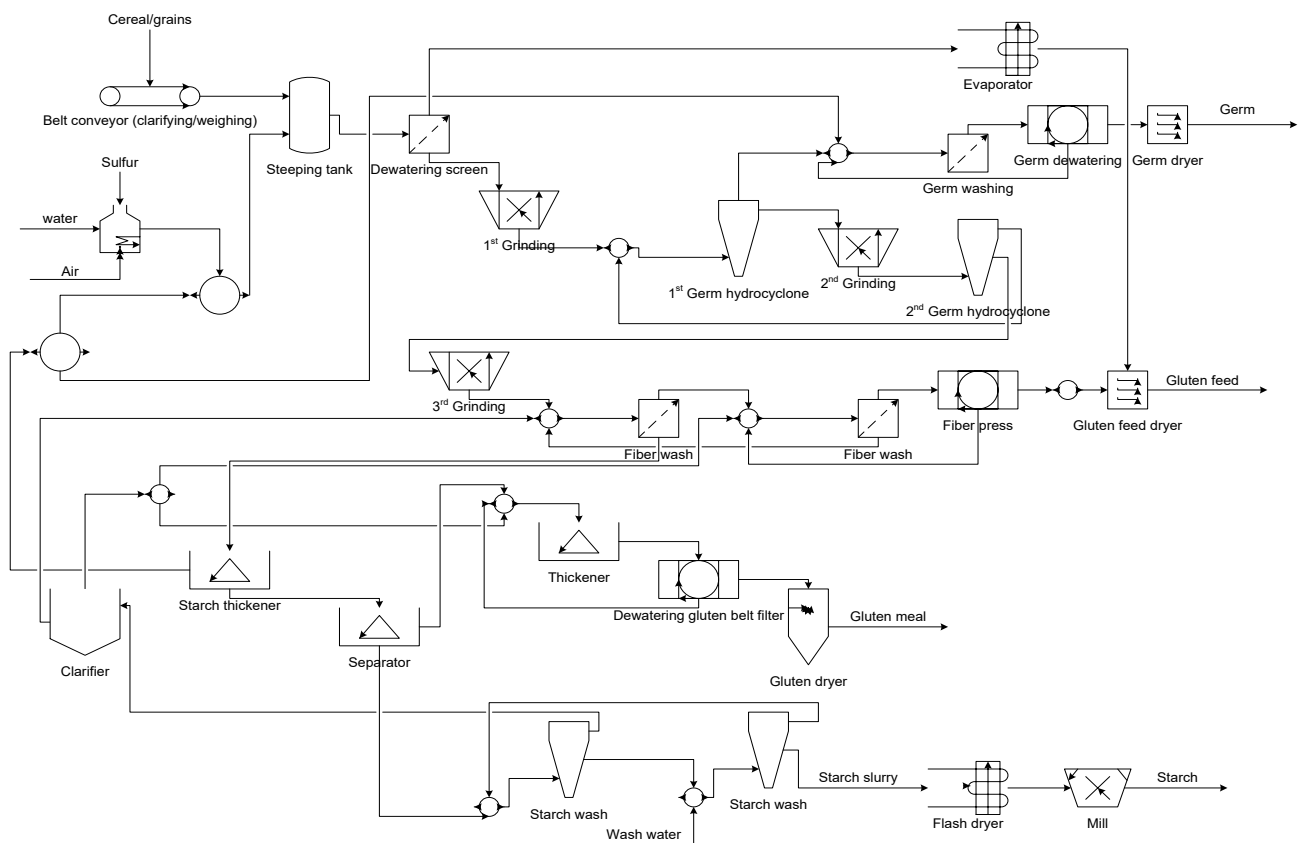 Cereal/grains
Evaporator
Belt conveyor (clarifying/weighing)
Germ
Steeping tank
Dewatering screen
Germ dewatering
Germ dryer
Sulfur
Germ washing
water
1st Grinding
Air
1st Germ hydrocyclone
2nd Grinding
2nd Germ hydrocyclone
Gluten feed
3rd Grinding
Fiber press
Gluten feed dryer
Fiber wash
Fiber wash
Thickener
Starch thickener
Dewatering gluten belt filter
Gluten meal
Separator
Clarifier
Gluten dryer
Starch slurry
Starch
Starch wash
Starch wash
Flash dryer
Mill
Wash water